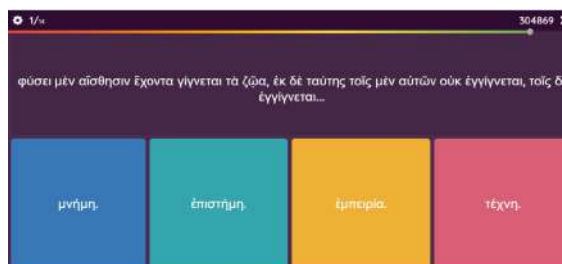 1/14 304869
φύσει μὲν αἴσθησιν ἔχοντα γίγνεται τὰ ζῷα, ἐκ δὲ ταύτης τοῖς μὲν αὐτῶν οὐκ ἐγγίγνεται, τοῖς δ
ἐγγίγνεται...
μνήμη. ἐπιστήμη. ἐμπειρία. τέχνη.